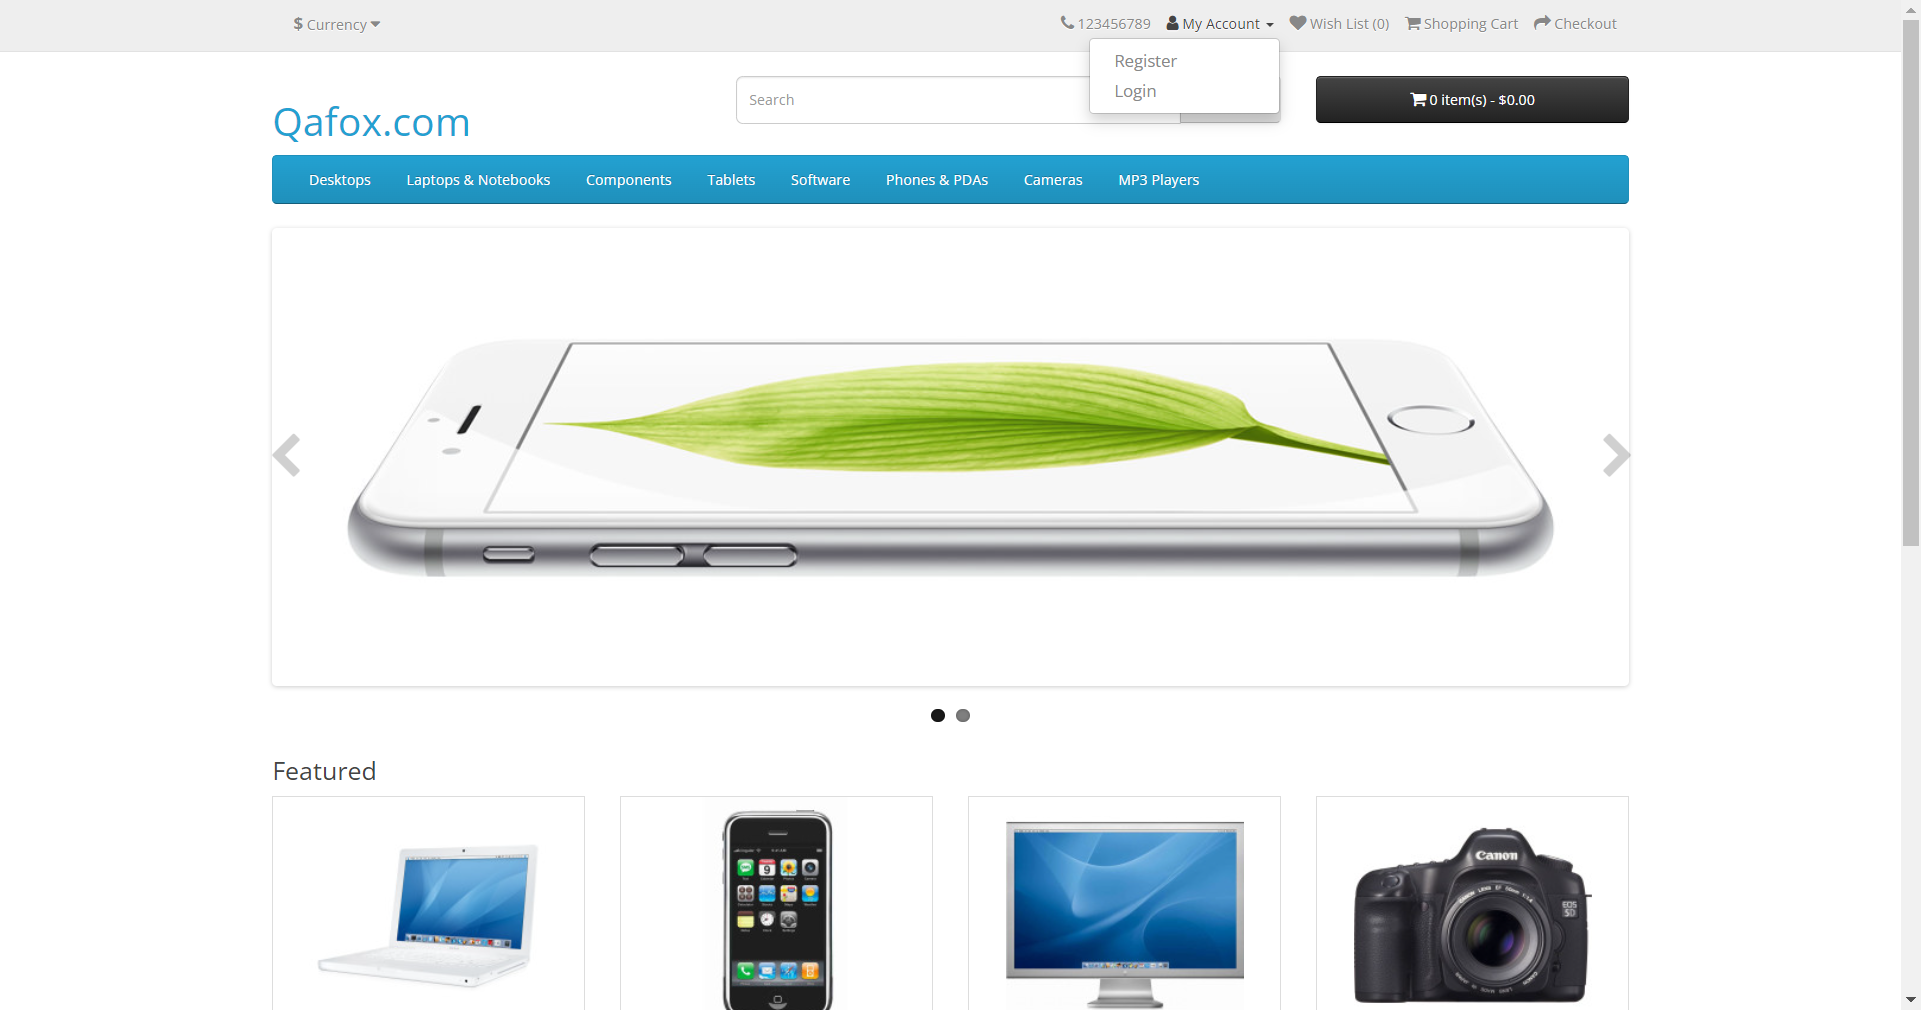 $ Currency
123456789 My Account Wish List (0) Shopping Cart Checkout
Register
Login
Qafox.com
Search
0 item(s) - $0.00
Desktops Laptops & Notebooks Components Tablets Software Phones & PDAs Cameras MP3 Players
Featured
Canon
EOS
5D